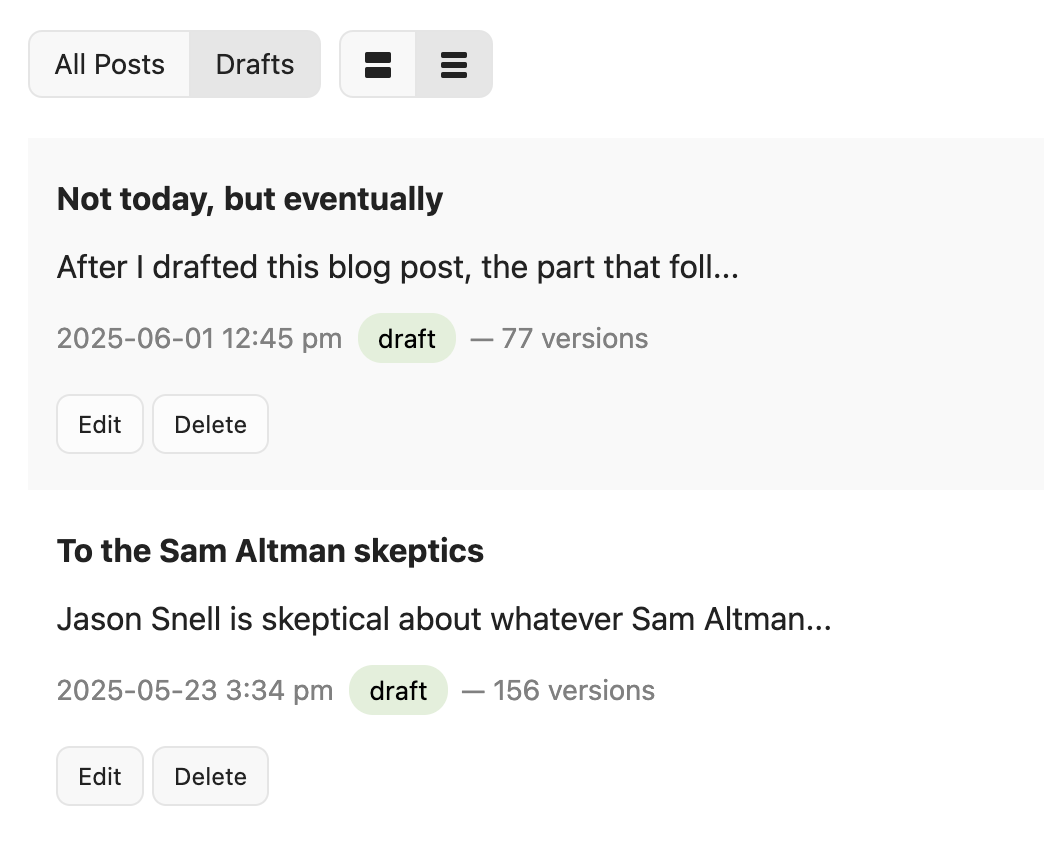 All Posts Drafts
Not today, but eventually
After I drafted this blog post, the part that foll...
2025-06-01 12:45 pm draft — 77 versions
Edit Delete
To the Sam Altman skeptics
Jason Snell is skeptical about whatever Sam Altman...
2025-05-23 3:34 pm draft — 156 versions
Edit Delete